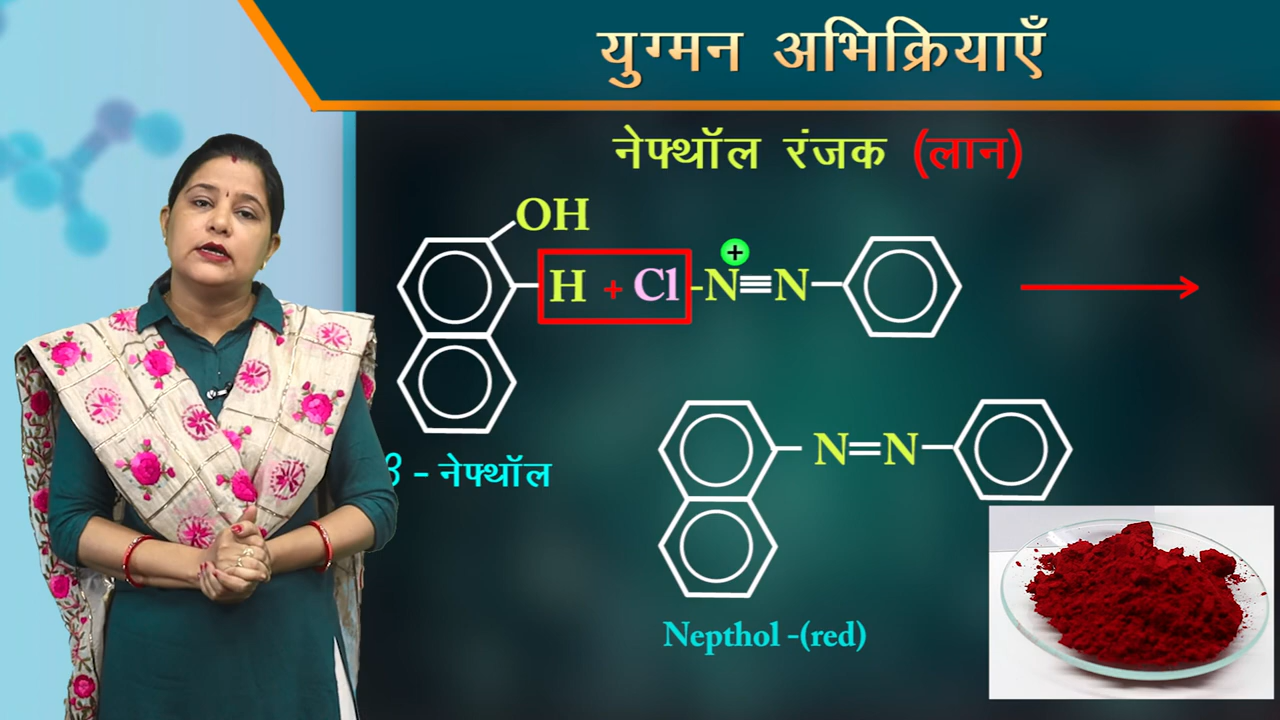 युग्मन अभिक्रियाएँ
नेफ्थॉल रंजक (लान)
OH
H + Cl-N≡N
+
β - नेफ्थॉल
N=N
Nepthol -(red)